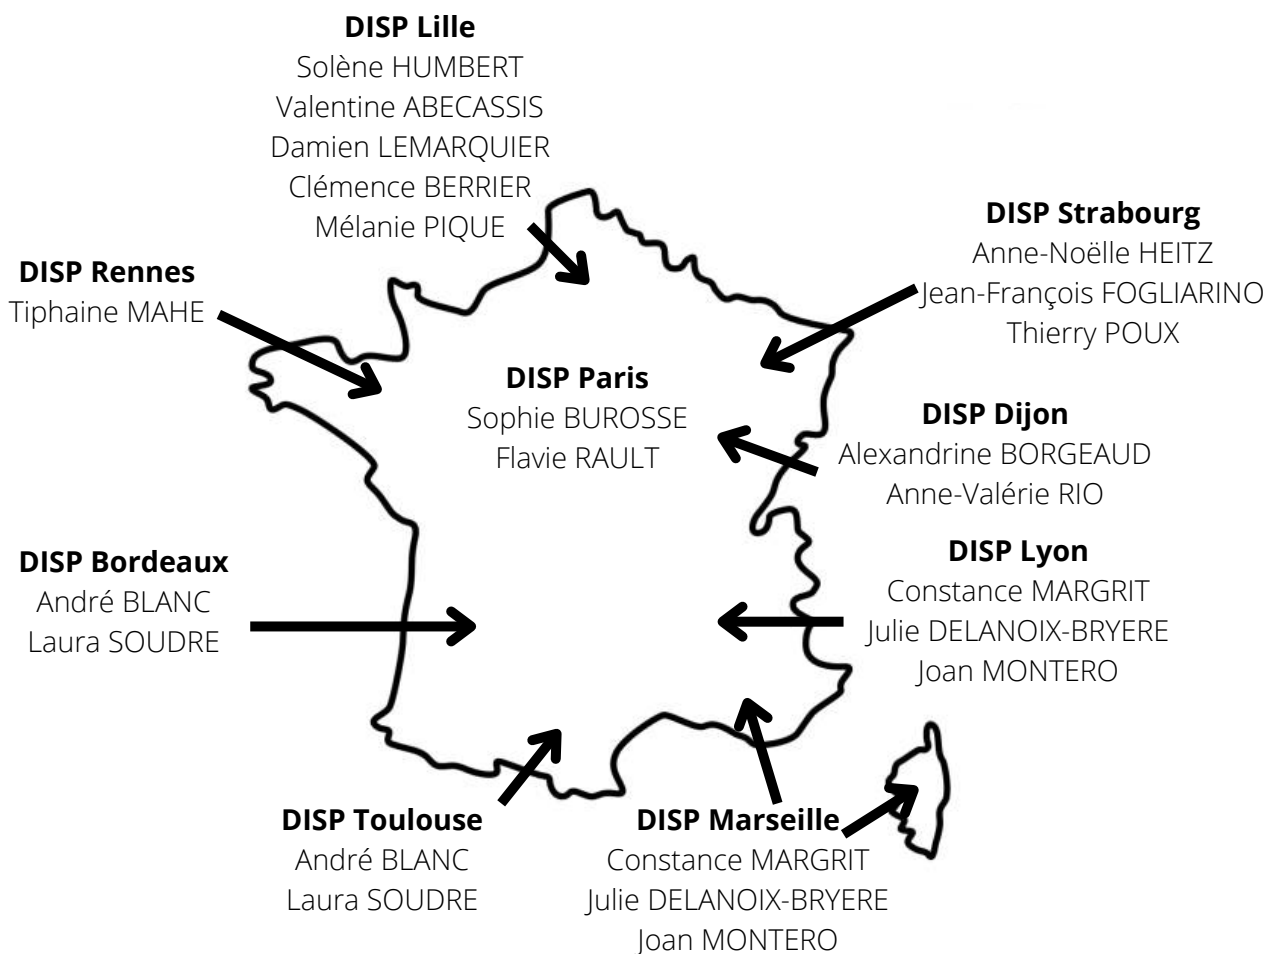 DISP Lille
Solène HUMBERT
Valentine ABECASSIS
Damien LEMARQUIER
Clémence BERRIER
Mélanie PIQUE
DISP Strabourg
Anne-Noëlle HEITZ
Jean-François FOGLIARINO
Thierry POUX
DISP Rennes
Tiphaine MAHE
DISP Paris
Sophie BUROSSE
Flavie RAULT
DISP Dijon
Alexandrine BORGEAUD
Anne-Valérie RIO
DISP Lyon
Constance MARGRIT
Julie DELANOIX-BRYERE
Joan MONTERO
DISP Bordeaux
André BLANC
Laura SOUDRE
DISP Toulouse
André BLANC
Laura SOUDRE
DISP Marseille
Constance MARGRIT
Julie DELANOIX-BRYERE
Joan MONTERO